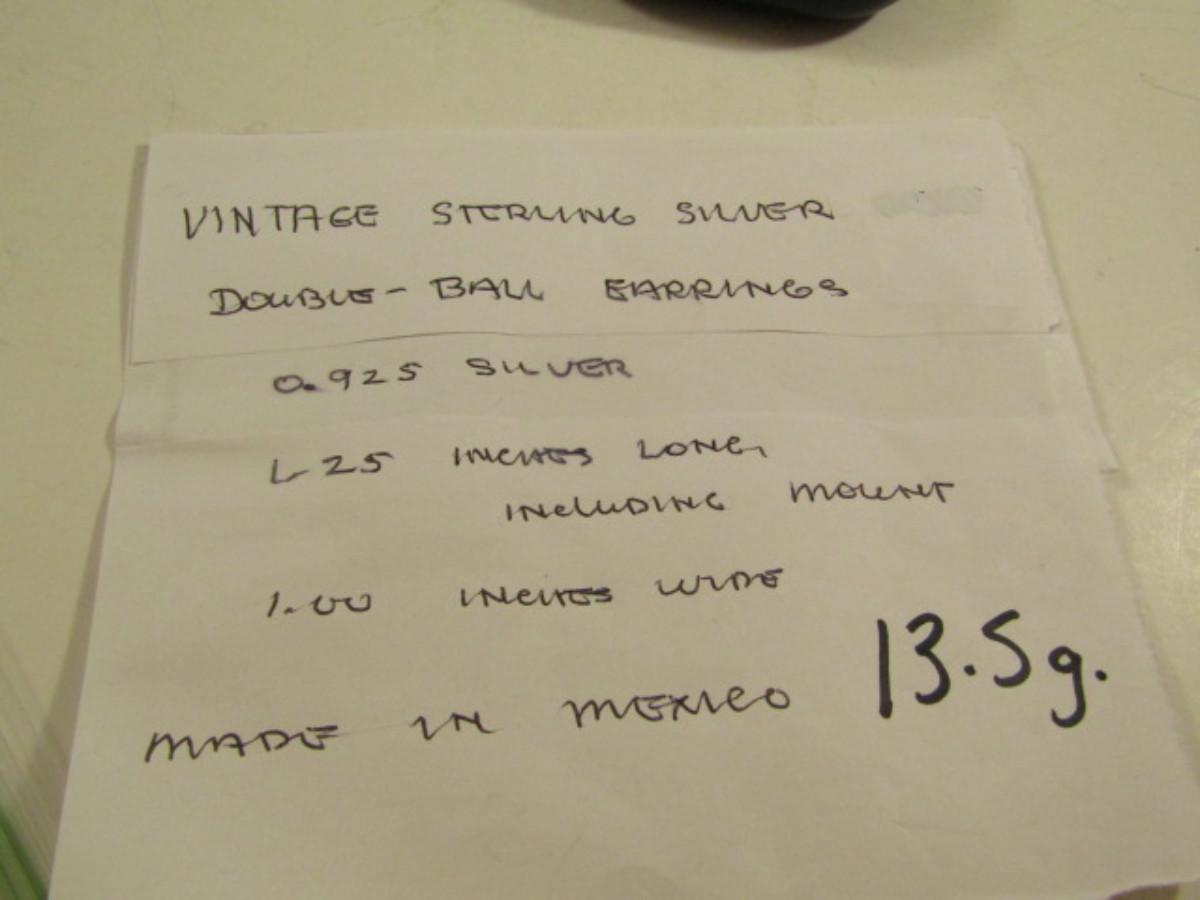 VINTAGE STERLING SILVER
DOUBLE-BALL EARRINGS
0.925 SILVER
1.25 INCHES LONG,
INCLUDING MOUNT
1.00 INCHES WIDE
13.5g.
MADE IN MEXICO